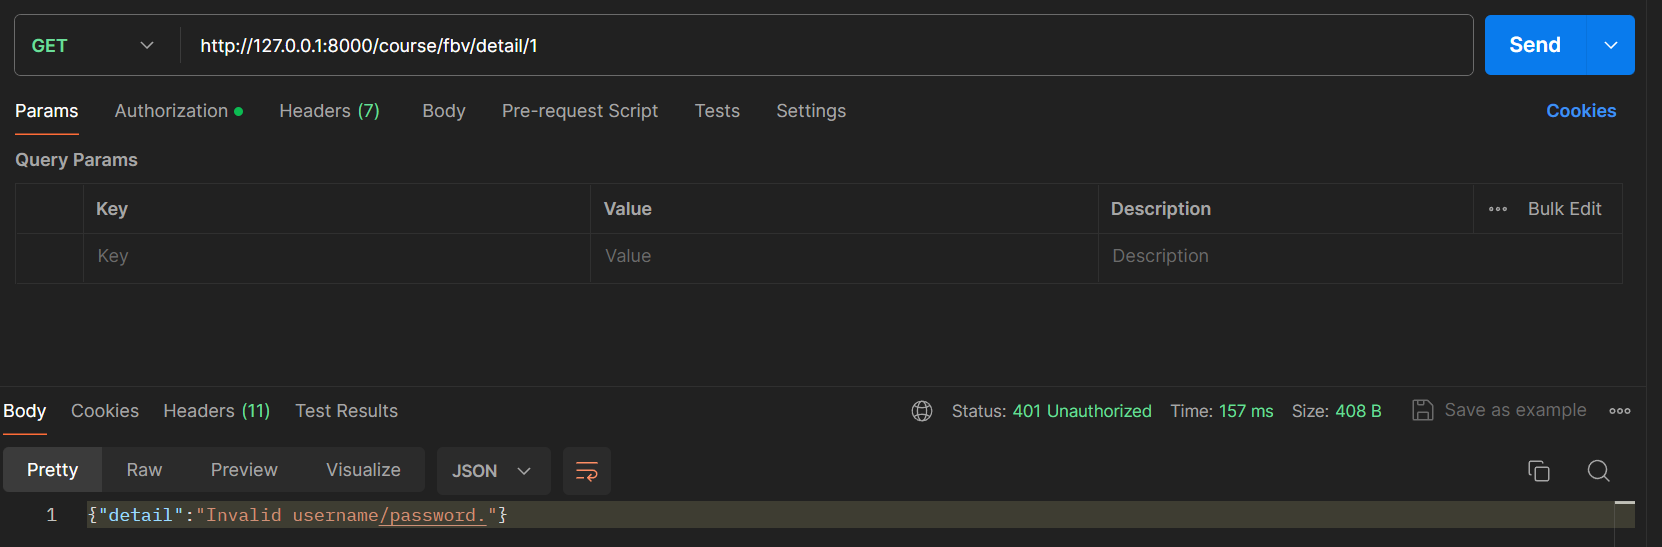 GET http://127.0.0.1:8000/course/fbv/detail/1 Send
Params Authorization Headers (7) Body Pre-request Script Tests Settings Cookies
Query Params
Key Value Description Bulk Edit
Key Value Description
Body Cookies Headers (11) Test Results Status: 401 Unauthorized Time: 157 ms Size: 408 B Save as example
Pretty Raw Preview Visualize JSON
1 {"detail":"Invalid username/password."}